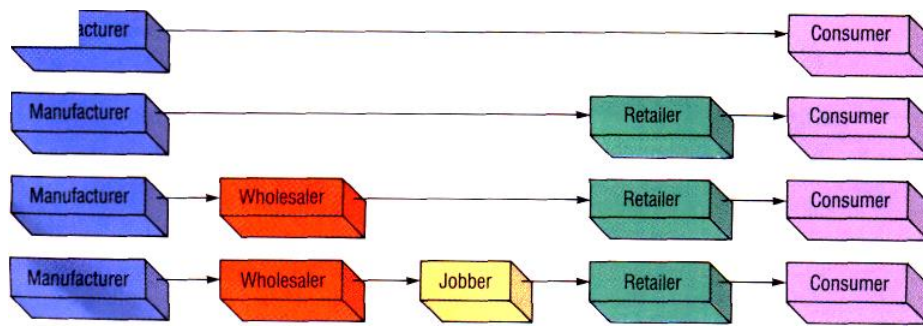 acturer Consumer
Manufacturer Retailer Consumer
Manufacturer Wholesaler Retailer Consumer
Manufacturer Wholesaler Jobber Retailer Consumer